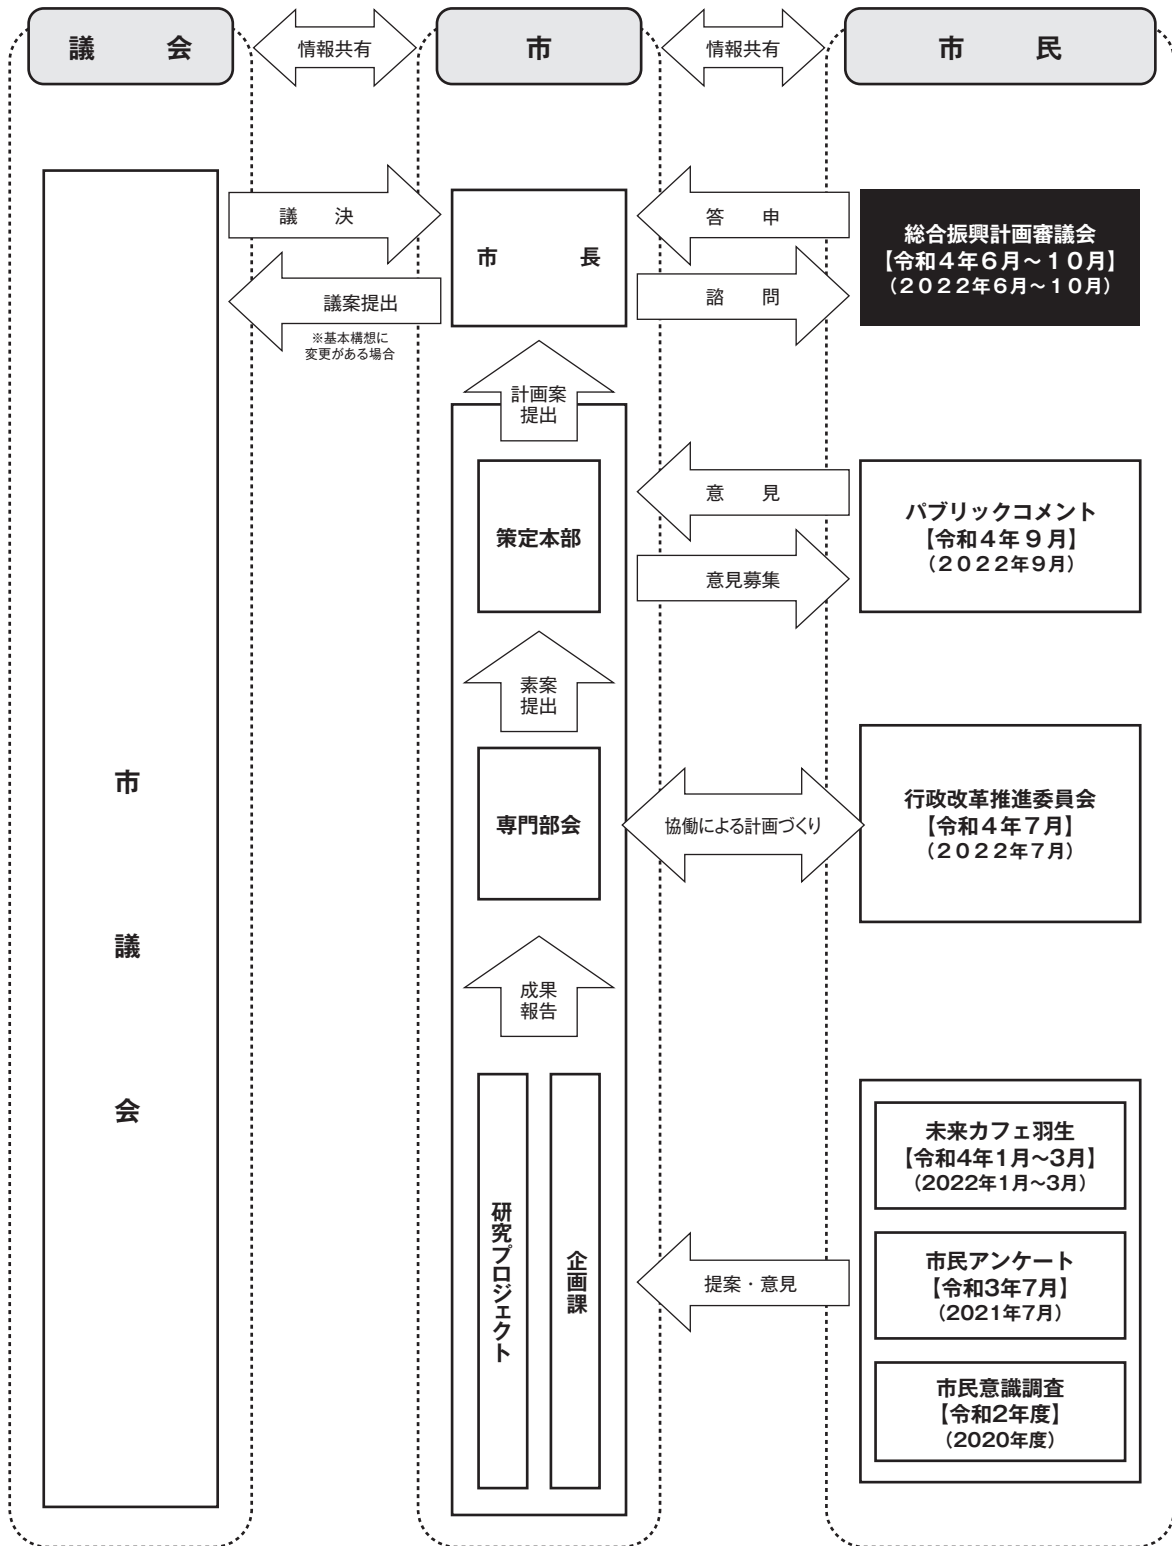 議　会
情報共有
市
情報共有
市　民
議　決
議案提出
※基本構想に
変更がある場合
市　長
答　申
諮　問
総合振興計画審議会
【令和４年６月～１０月】
（２０２２年６月～１０月）
計画案
提出
策定本部
意　見
意見募集
パブリックコメント
【令和４年９月】
（２０２２年９月）
素案
提出
専門部会
協働による計画づくり
行政改革推進委員会
【令和４年７月】
（２０２２年７月）
市議会
成果
報告
研究プロジェクト
企画課
提案・意見
未来カフェ羽生
【令和4年1月～3月】
（2022年1月～3月）
市民アンケート
【令和3年7月】
（2021年7月）
市民意識調査
【令和2年度】
（2020年度）